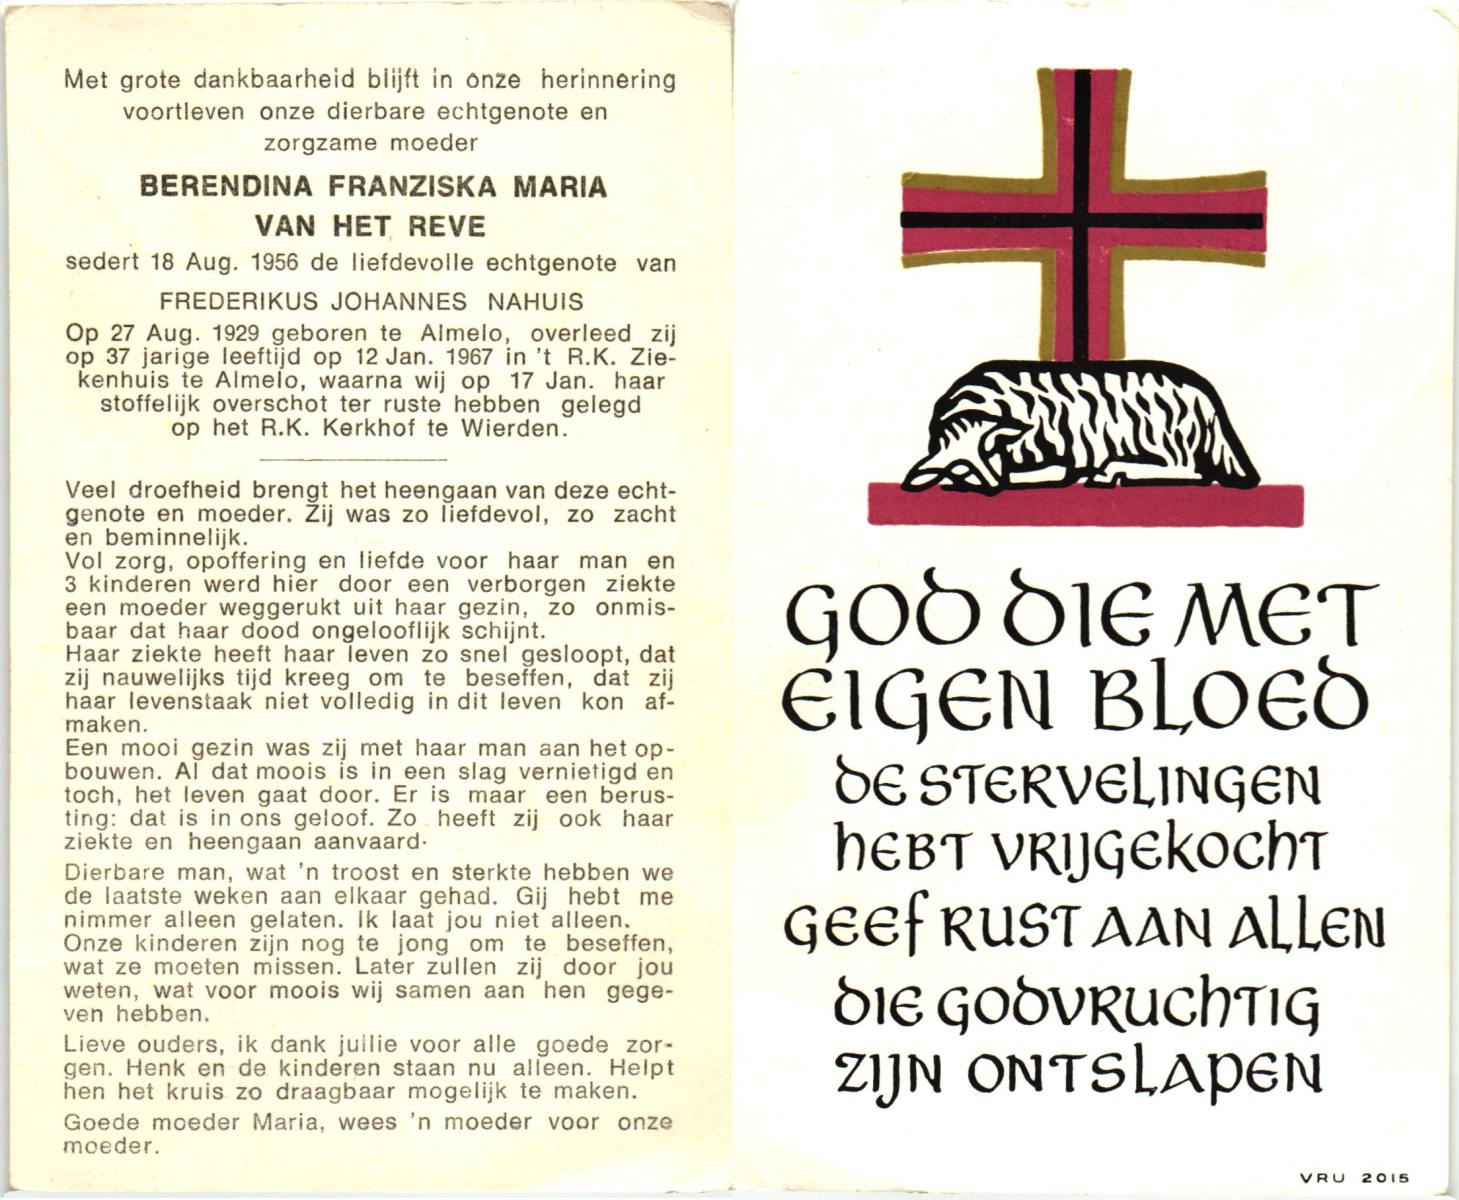 Met grote dankbaarheid blijft in onze herinnering
voortleven onze dierbare echtgenote en
zorgzame moeder
BERENDINA FRANZISKA MARIA
VAN HET REVE
sedert 18 Aug. 1956 de liefdevolle echtgenote van
FREDERIKUS JOHANNES NAHUIS
Op 27 Aug. 1929 geboren te Almelo, overleed zij
op 37 jarige leeftijd op 12 Jan. 1967 in 't R.K. Zie-
kenhuis te Almelo, waarna wij op 17 Jan. haar
stoffelijk overschot ter ruste hebben gelegd
op het R.K. Kerkhof te Wierden.
Veel droefheid brengt het heengaan van deze echt-
genote en moeder. Zij was zo liefdevol, zo zacht
en beminnelijk.
Vol zorg, opoffering en liefde voor haar man en
3 kinderen werd hier door een verborgen ziekte
een moeder weggerukt uit haar gezin, zo onmis-
baar dat haar dood ongelooflijk schijnt.
Haar ziekte heeft haar leven zo snel gesloopt, dat
zij nauwelijks tijd kreeg om te beseffen, dat zij
haar levenstaak niet volledig in dit leven kon af-
maken.
Een mooi gezin was zij met haar man aan het op-
bouwen. Al dat moois is in een slag vernietigd en
toch, het leven gaat door. Er is maar een berus-
ting: dat is in ons geloof. Zo heeft zij ook haar
ziekte en heengaan aanvaard.
Dierbare man, wat 'n troost en sterkte hebben we
de laatste weken aan elkaar gehad. Gij hebt me
nimmer alleen gelaten. Ik laat jou niet alleen.
Onze kinderen zijn nog te jong om te beseffen,
wat ze moeten missen. Later zullen zij door jou
weten, wat voor moois wij samen aan hen gege-
ven hebben.
Lieve ouders, ik dank jullie voor alle goede zor-
gen. Henk en de kinderen staan nu alleen. Helpt
hen het kruis zo draagbaar mogelijk te maken.
Goede moeder Maria, wees 'n moeder voor onze
moeder.
GOD DIE MET
EIGEN BLOED
DE STERVELINGEN
HEBT VRIJGEKOCHT
GEEF RUST AAN ALLEN
DIE GODVRUCHTIG
ZIJN ONTSLAPEN
VRU 2015